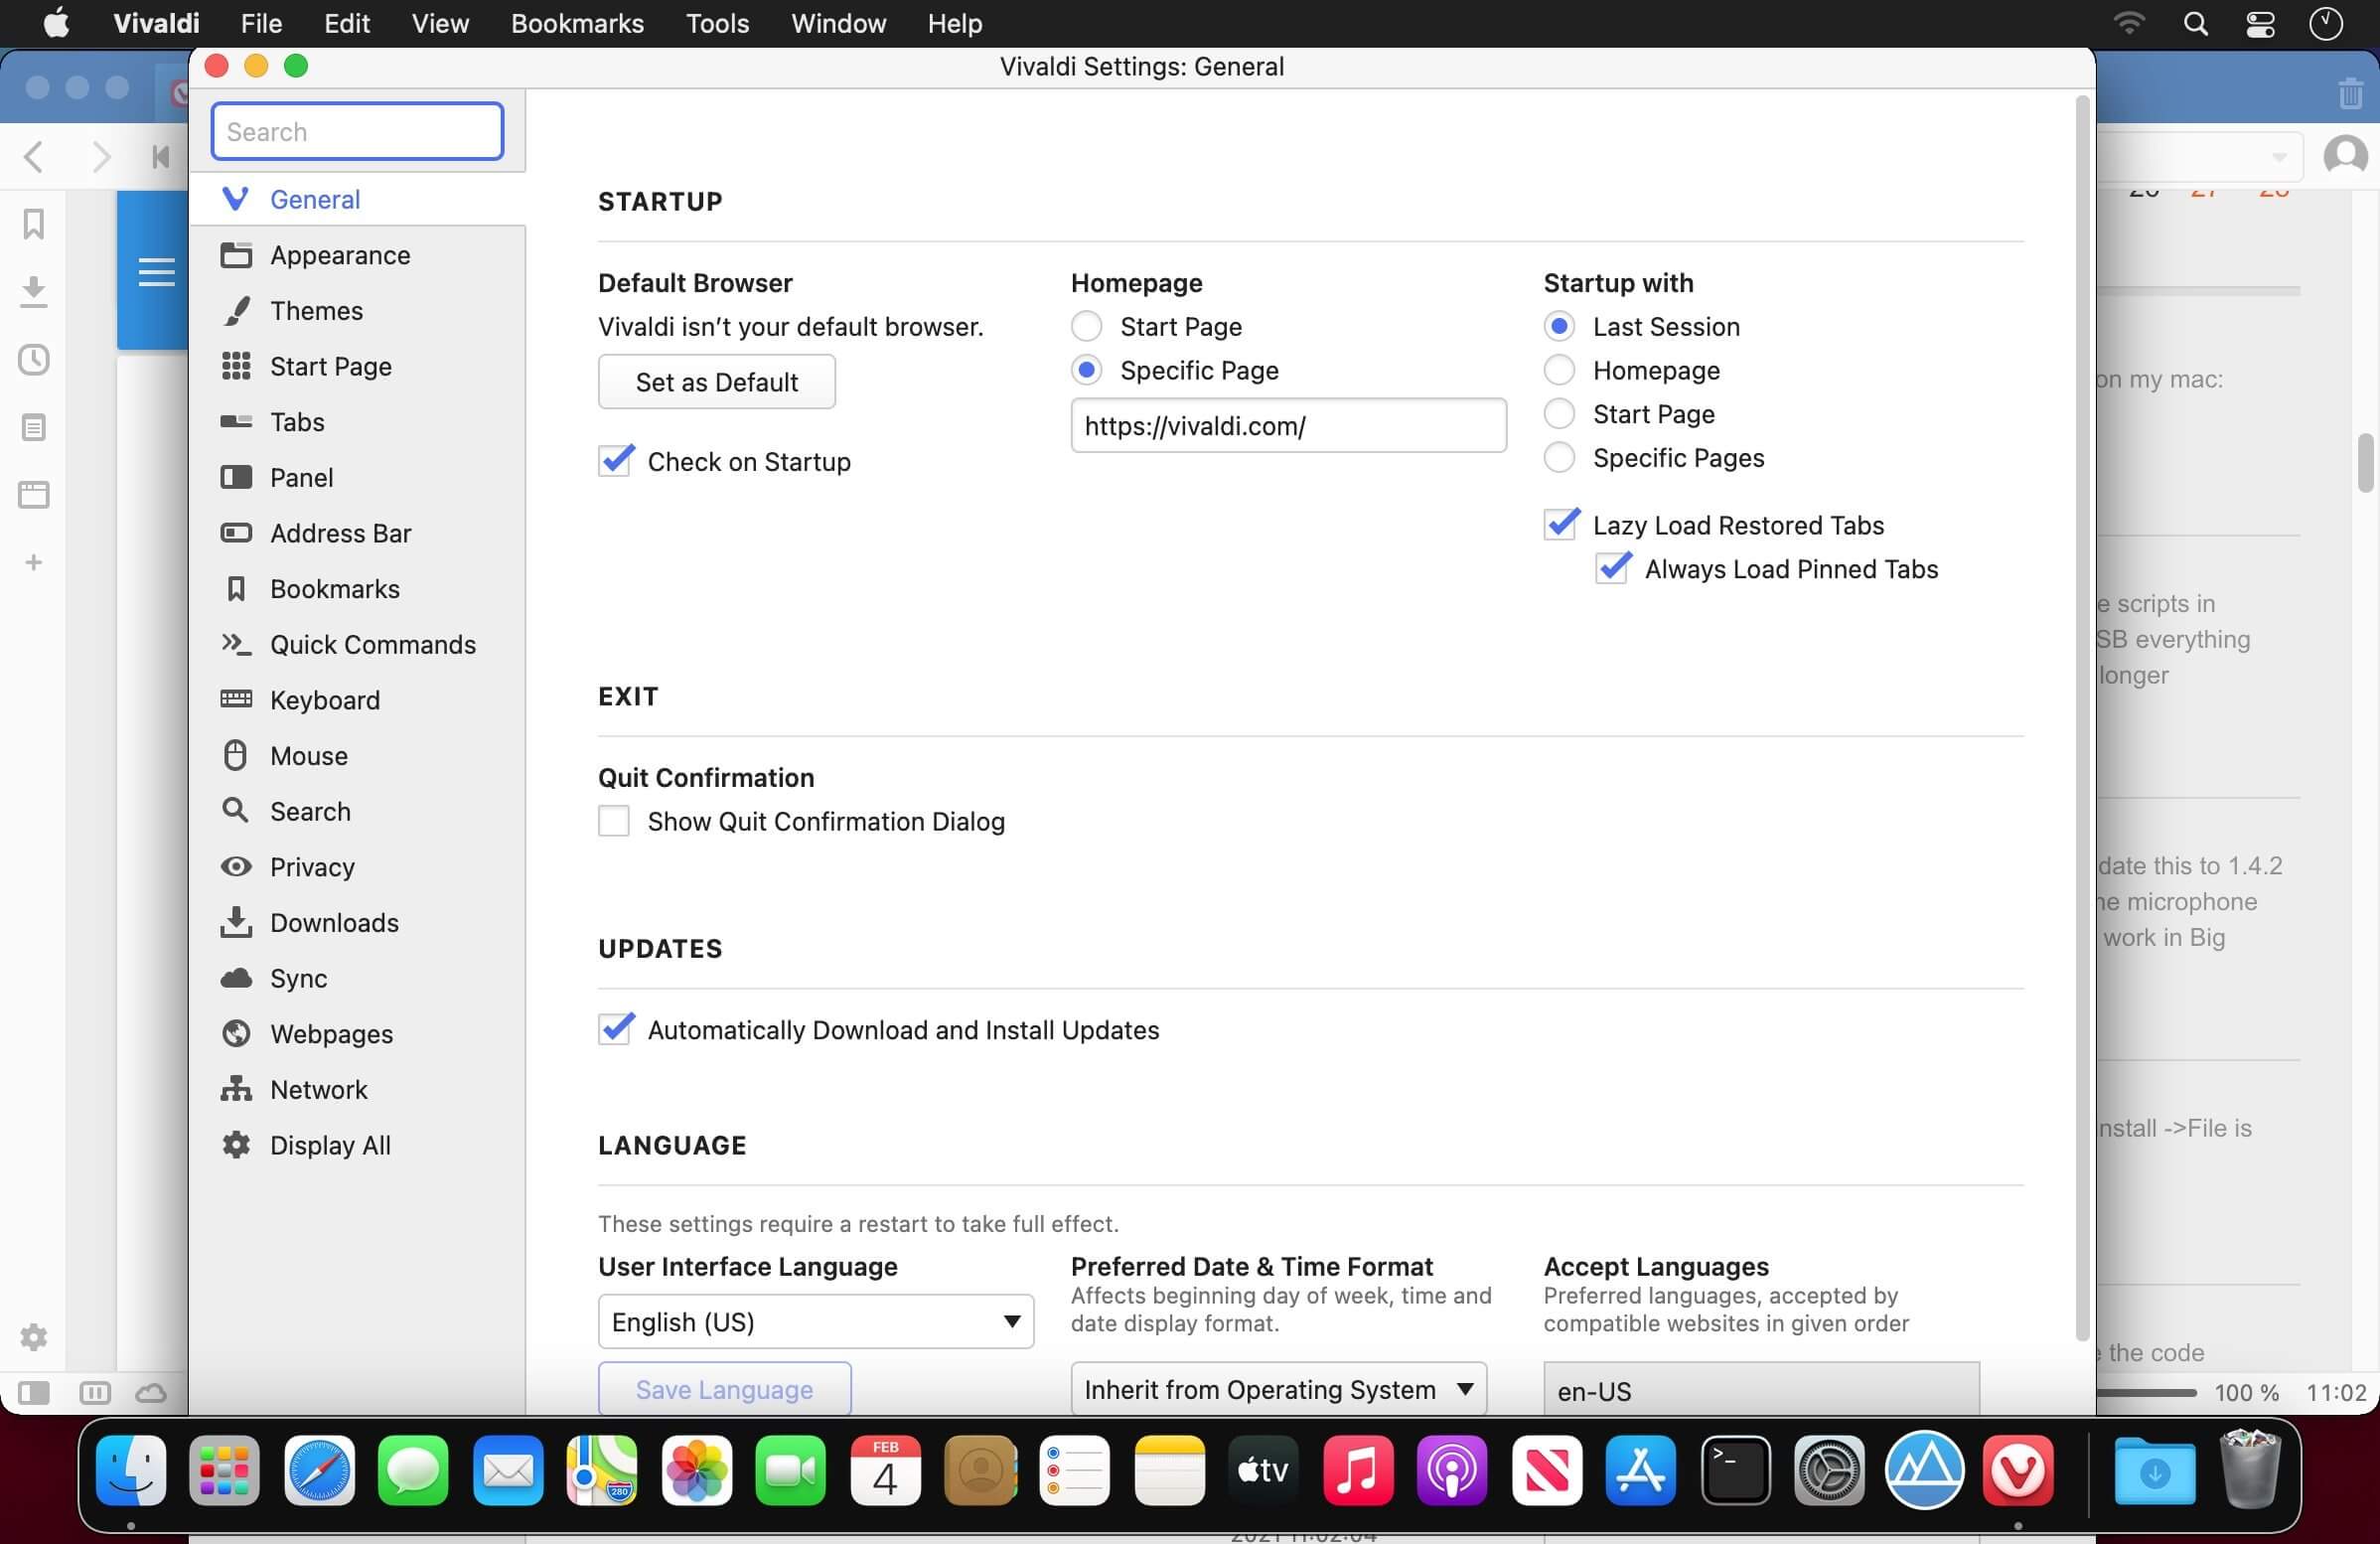 Vivaldi File Edit View Bookmarks Tools Window Help
Vivaldi Settings: General
Search
General
Appearance
Themes
Start Page
Tabs
Panel
Address Bar
Bookmarks
Quick Commands
Keyboard
Mouse
Search
Privacy
Downloads
Sync
Webpages
Network
Display All
STARTUP
Default Browser
Vivaldi isn't your default browser.
Set as Default
Check on Startup
Homepage
Start Page
Specific Page
https://vivaldi.com/
Startup with
Last Session
Homepage
Start Page
Specific Pages
Lazy Load Restored Tabs
Always Load Pinned Tabs
EXIT
Quit Confirmation
Show Quit Confirmation Dialog
UPDATES
Automatically Download and Install Updates
LANGUAGE
These settings require a restart to take full effect.
User Interface Language
English (US)
Save Language
Preferred Date & Time Format
Affects beginning day of week, time and
date display format.
Inherit from Operating System
Accept Languages
Preferred languages, accepted by
compatible websites in given order
en-US
on my mac:
scripts in
SB everything
longer
date this to 1.4.2
microphone
work in Big
nstall ->File is
the code
100 % 11:02
FEB
4
280
tv
>_